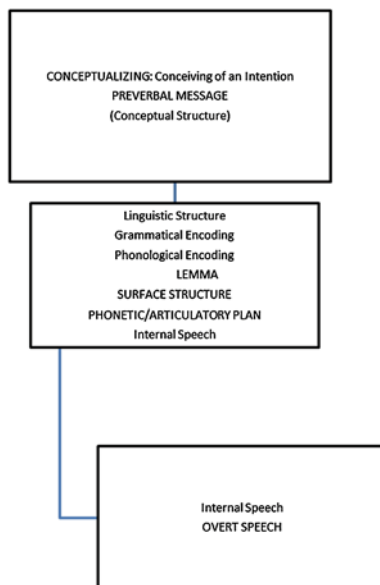 CONCEPTUALIZING: Conceiving of an Intention
PREVERBAL MESSAGE
(Conceptual Structure)
Linguistic Structure
Grammatical Encoding
Phonological Encoding
LEMMA
SURFACE STRUCTURE
PHONETIC/ARTICULATORY PLAN
Internal Speech
Internal Speech
OVERT SPEECH